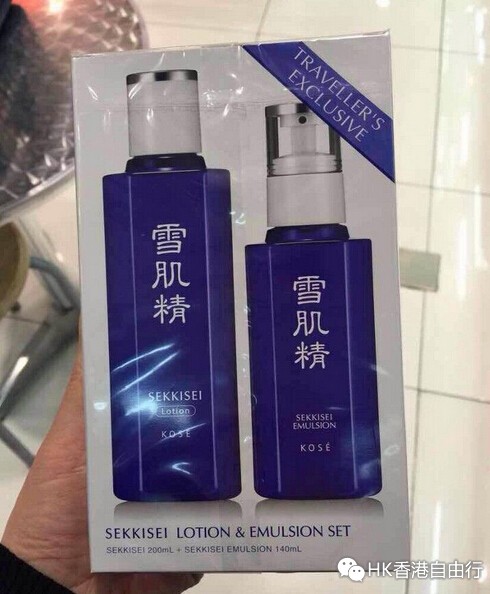 TRAVELLER'S
EXCLUSIVE
雪肌精
SEKKISEI
Lotion
KOSÉ
雪肌精
SEKKISEI
EMULSION
KOSÉ
SEKKISEI LOTION & EMULSION SET
SEKKISEI 200mL + SEKKISEI EMULSION 140mL
HK香港自由行